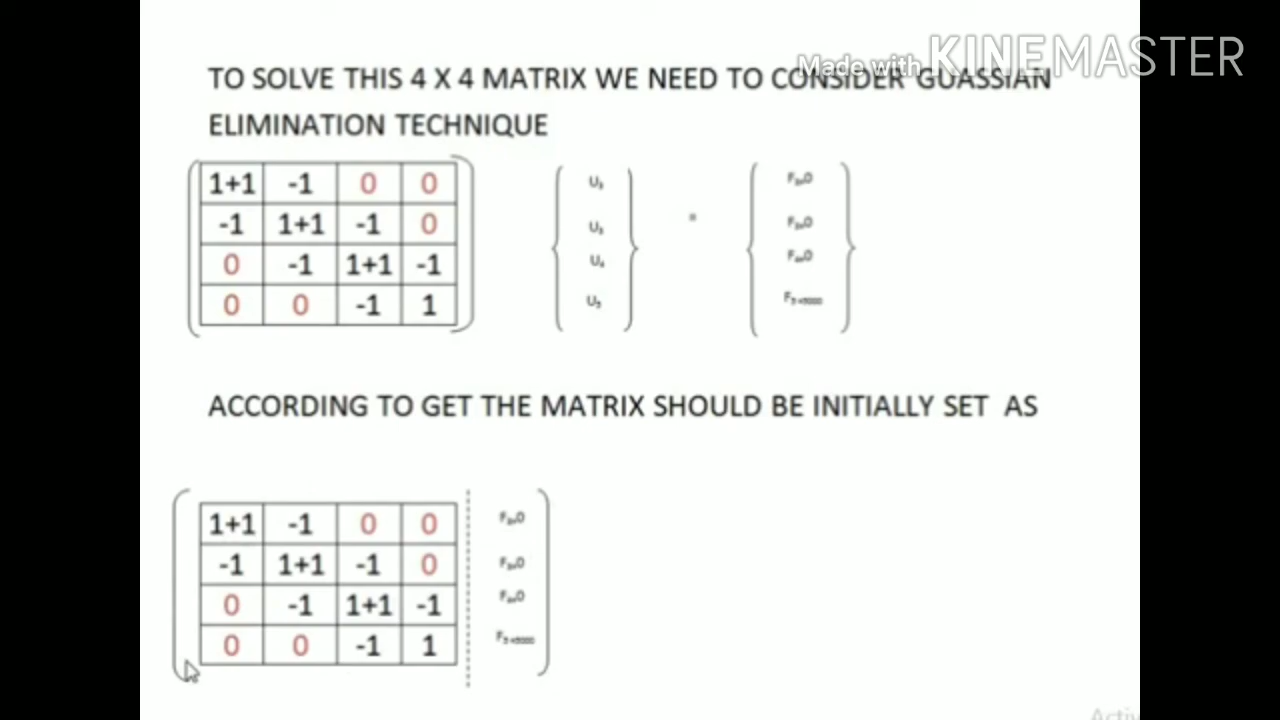 Made with KINEMASTER
TO SOLVE THIS 4 X 4 MATRIX WE NEED TO CONSIDER GUASSIAN
ELIMINATION TECHNIQUE
1+1 -1 0 0
-1 1+1 -1 0
0 -1 1+1 -1
0 0 -1 1
=
ACCORDING TO GET THE MATRIX SHOULD BE INITIALLY SET AS
1+1 -1 0 0
-1 1+1 -1 0
0 -1 1+1 -1
0 0 -1 1